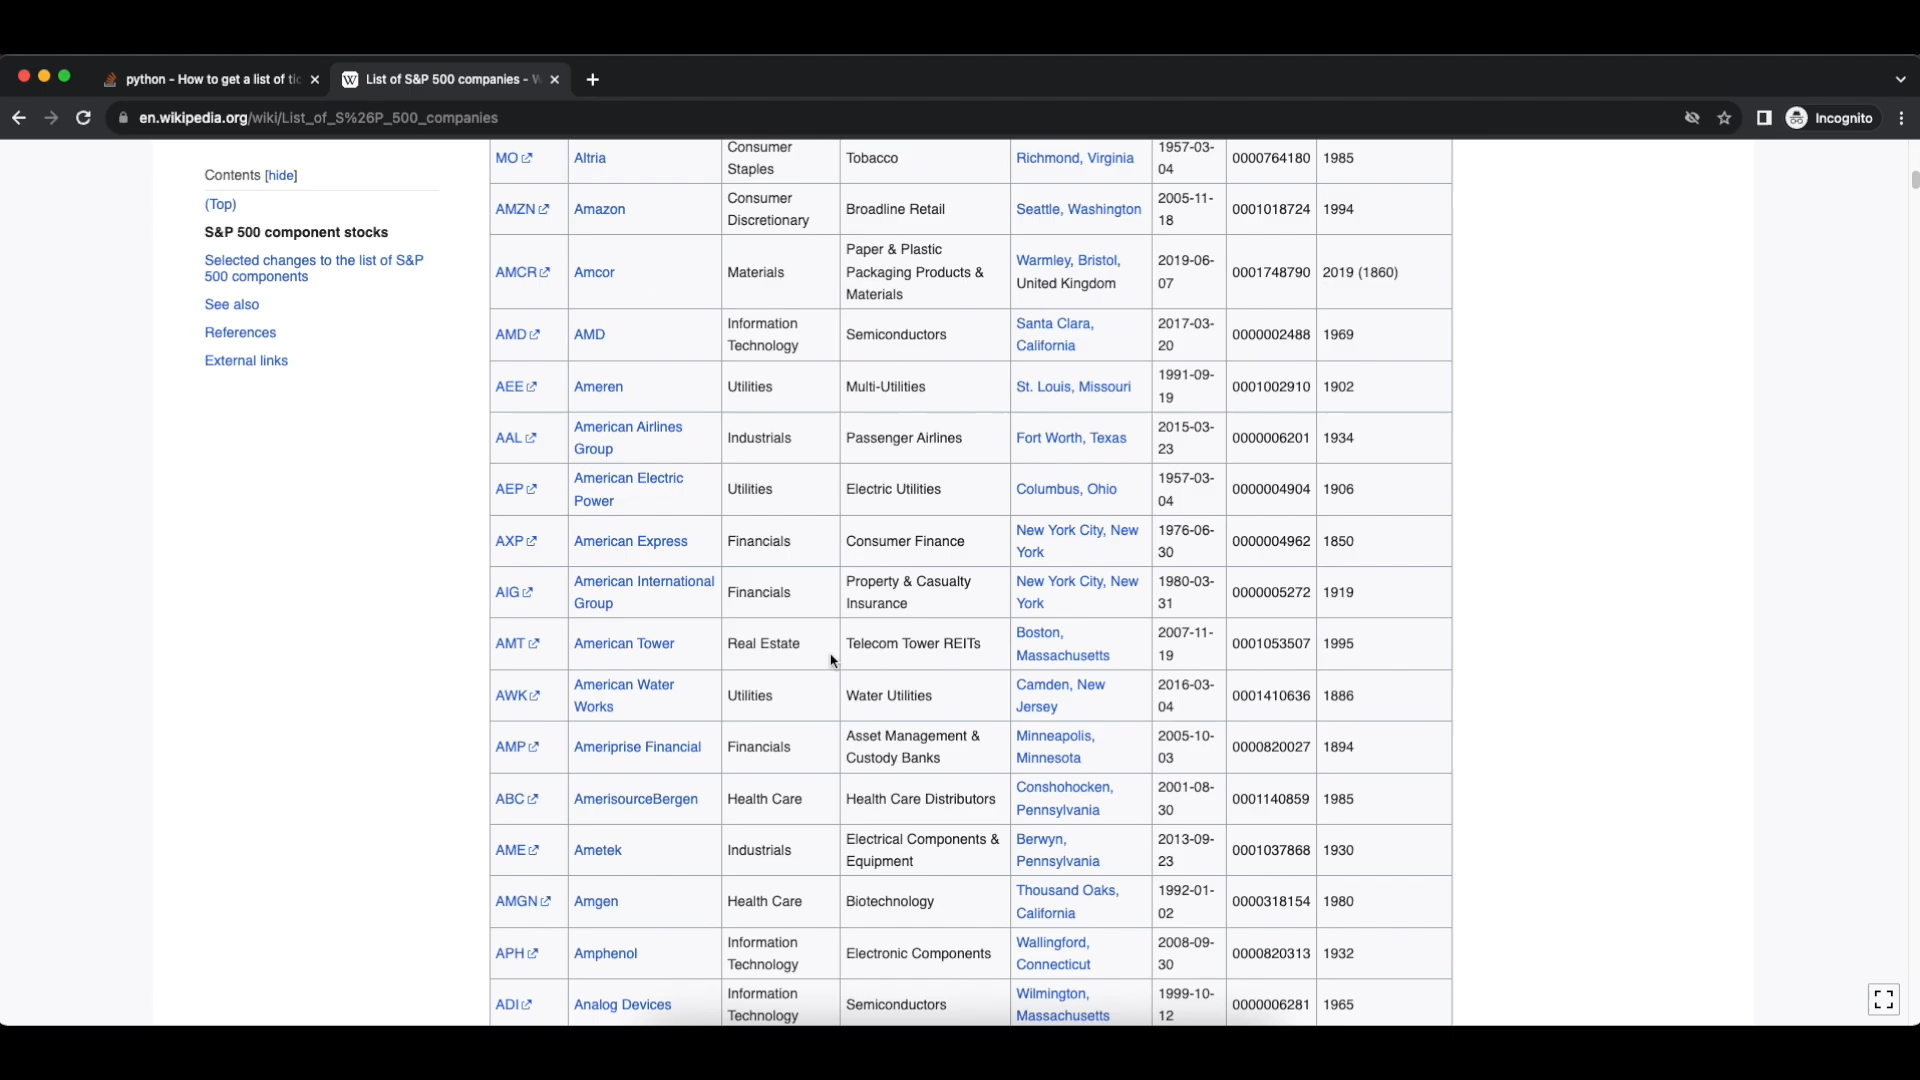 python - How to get a list of tic
List of S&P 500 companies - W
en.wikipedia.org/wiki/List_of_S%26P_500_companies
Incognito
Contents [hide]
(Top)
S&P 500 component stocks
Selected changes to the list of S&P
500 components
See also
References
External links
MO Altria Consumer Staples Tobacco Richmond, Virginia 1957-03-04 0000764180 1985
AMZN Amazon Consumer Discretionary Broadline Retail Seattle, Washington 2005-11-18 0001018724 1994
AMCR Amcor Materials Paper & Plastic Packaging Products & Materials Warmley, Bristol, United Kingdom 2019-06-07 0001748790 2019 (1860)
AMD AMD Information Technology Semiconductors Santa Clara, California 2017-03-20 0000002488 1969
AEE Ameren Utilities Multi-Utilities St. Louis, Missouri 1991-09-19 0001002910 1902
AAL American Airlines Group Industrials Passenger Airlines Fort Worth, Texas 2015-03-23 0000006201 1934
AEP American Electric Power Utilities Electric Utilities Columbus, Ohio 1957-03-04 0000004904 1906
AXP American Express Financials Consumer Finance New York City, New York 1976-06-30 0000004962 1850
AIG American International Group Financials Property & Casualty Insurance New York City, New York 1980-03-31 0000005272 1919
AMT American Tower Real Estate Telecom Tower REITs Boston, Massachusetts 2007-11-19 0001053507 1995
AWK American Water Works Utilities Water Utilities Camden, New Jersey 2016-03-04 0001410636 1886
AMP Ameriprise Financial Financials Asset Management & Custody Banks Minneapolis, Minnesota 2005-10-03 0000820027 1894
ABC AmerisourceBergen Health Care Health Care Distributors Conshohocken, Pennsylvania 2001-08-30 0001140859 1985
AME Ametek Industrials Electrical Components & Equipment Berwyn, Pennsylvania 2013-09-23 0001037868 1930
AMGN Amgen Health Care Biotechnology Thousand Oaks, California 1992-01-02 0000318154 1980
APH Amphenol Information Technology Electronic Components Wallingford, Connecticut 2008-09-30 0000820313 1932
ADI Analog Devices Information Technology Semiconductors Wilmington, Massachusetts 1999-10-12 0000006281 1965